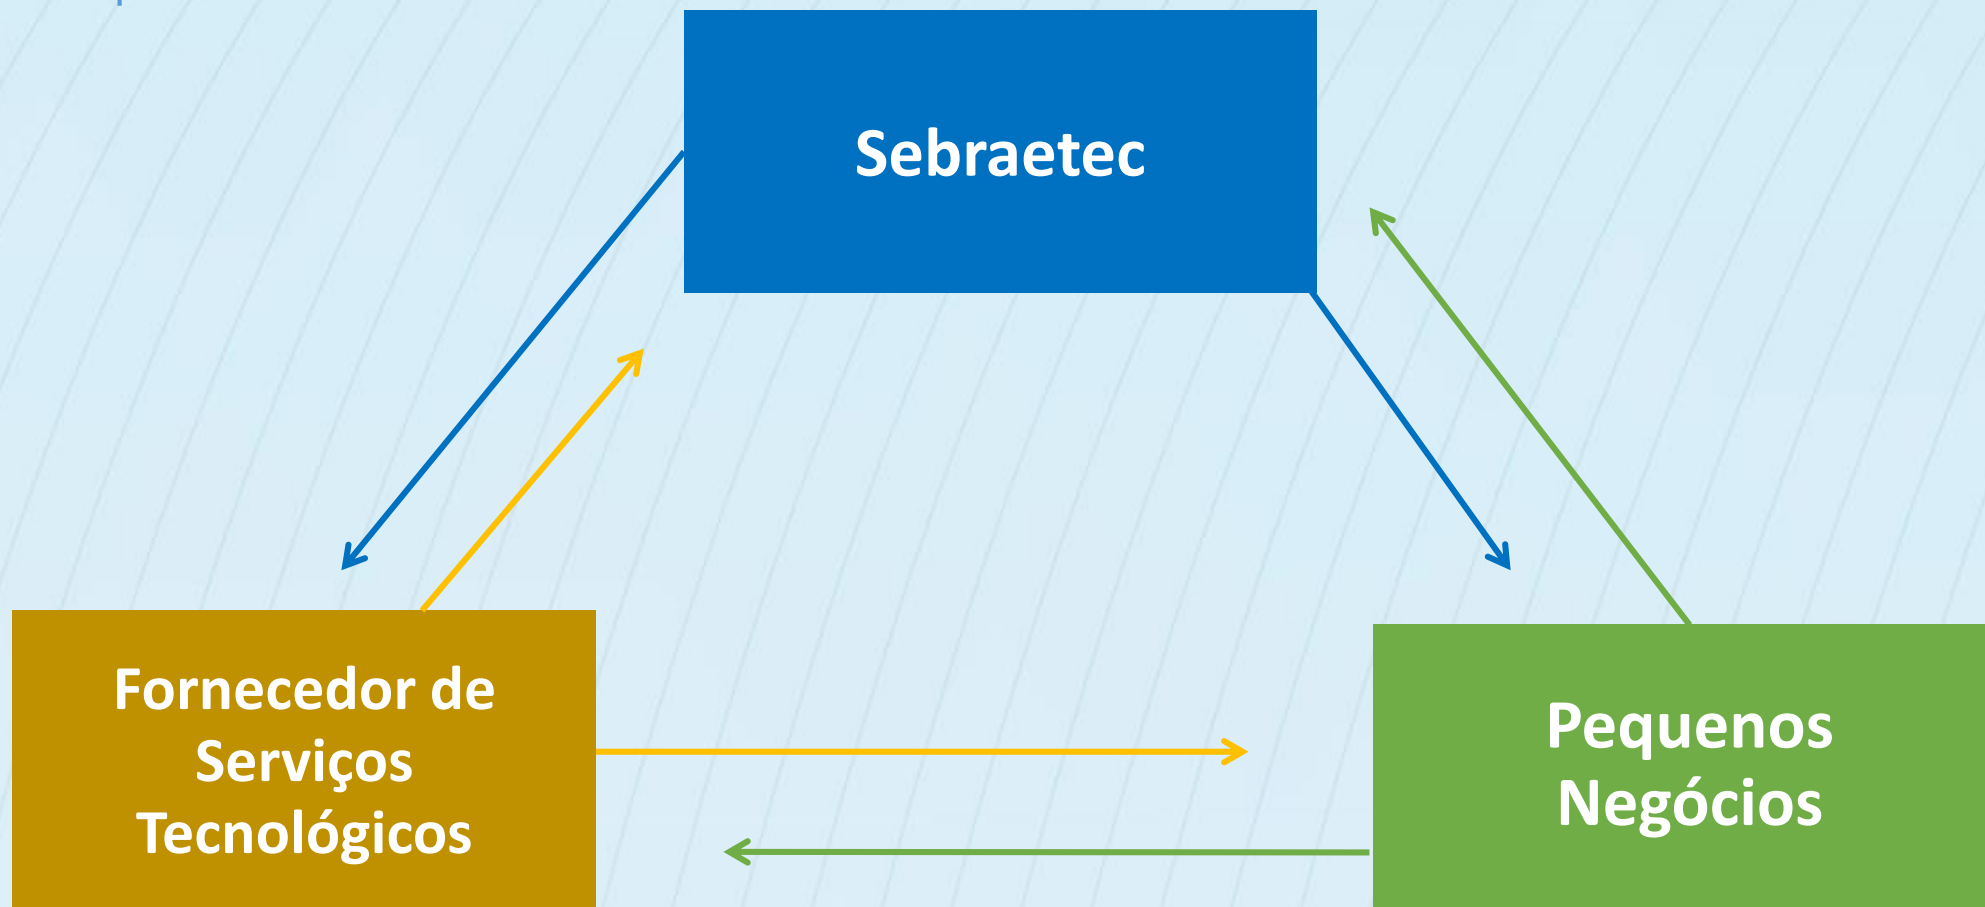 Sebraetec
Fornecedor de
Serviços
Tecnológicos
Pequenos
Negócios